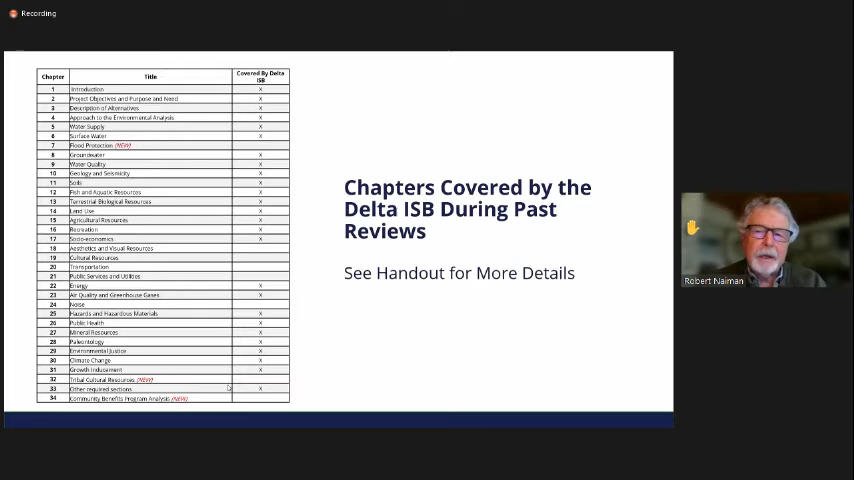 Recording
Chapter Title Covered By Delta ISB
1 Introduction X
2 Project Objectives and Purpose and Need X
3 Description of Alternatives X
4 Approach to the Environmental Analysis X
5 Water Supply X
6 Surface Water X
7 Flood Protection (NEW)
8 Groundwater X
9 Water Quality X
10 Geology and Seismicity X
11 Soils X
12 Fish and Aquatic Resources X
13 Terrestrial Biological Resources X
14 Land Use X
15 Agricultural Resources X
16 Recreation X
17 Socio-economics X
18 Aesthetics and Visual Resources
19 Cultural Resources
20 Transportation
21 Public Services and Utilities
22 Energy X
23 Air Quality and Greenhouse Gases X
24 Noise
25 Hazards and Hazardous Materials X
26 Public Health X
27 Mineral Resources X
28 Paleontology X
29 Environmental Justice X
30 Climate Change X
31 Growth Inducement X
32 Tribal Cultural Resources (NEW)
33 Other required sections X
34 Community Benefits Program Analysis (NEW)
Chapters Covered by the
Delta ISB During Past
Reviews
See Handout for More Details
Robert Naiman